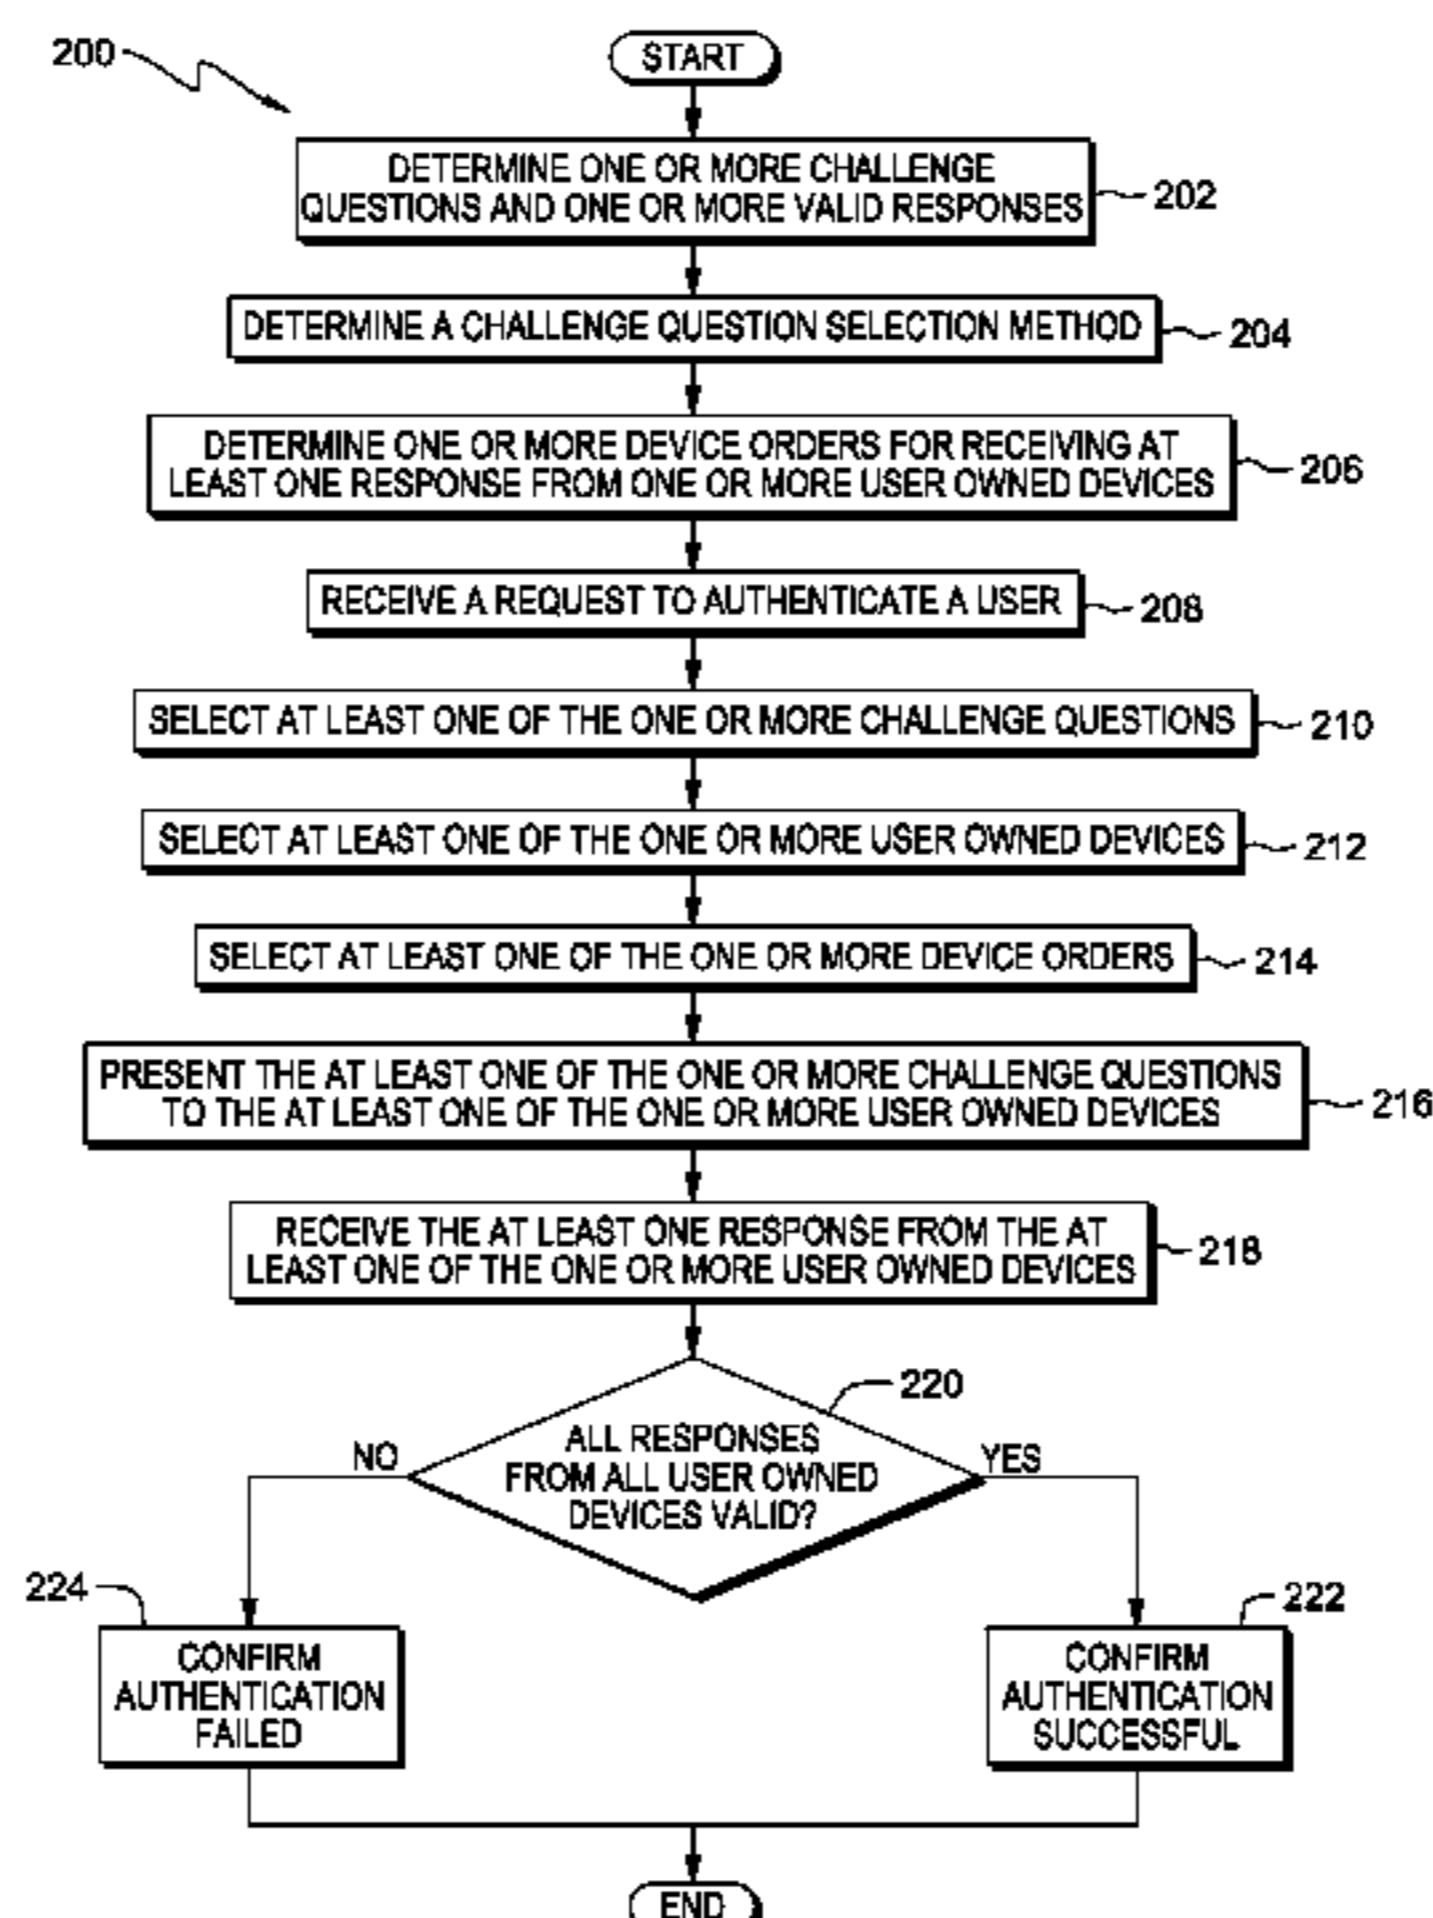 200
START
DETERMINE ONE OR MORE CHALLENGE
QUESTIONS AND ONE OR MORE VALID RESPONSES
202
DETERMINE A CHALLENGE QUESTION SELECTION METHOD
204
DETERMINE ONE OR MORE DEVICE ORDERS FOR RECEIVING AT
LEAST ONE RESPONSE FROM ONE OR MORE USER OWNED DEVICES
206
RECEIVE A REQUEST TO AUTHENTICATE A USER
208
SELECT AT LEAST ONE OF THE ONE OR MORE CHALLENGE QUESTIONS
210
SELECT AT LEAST ONE OF THE ONE OR MORE USER OWNED DEVICES
212
SELECT AT LEAST ONE OF THE ONE OR MORE DEVICE ORDERS
214
PRESENT THE AT LEAST ONE OF THE ONE OR MORE CHALLENGE QUESTIONS
TO THE AT LEAST ONE OF THE ONE OR MORE USER OWNED DEVICES
216
RECEIVE THE AT LEAST ONE RESPONSE FROM THE AT
LEAST ONE OF THE ONE OR MORE USER OWNED DEVICES
218
220
ALL RESPONSES
FROM ALL USER OWNED
DEVICES VALID?
NO
YES
224
CONFIRM
AUTHENTICATION
FAILED
222
CONFIRM
AUTHENTICATION
SUCCESSFUL
END